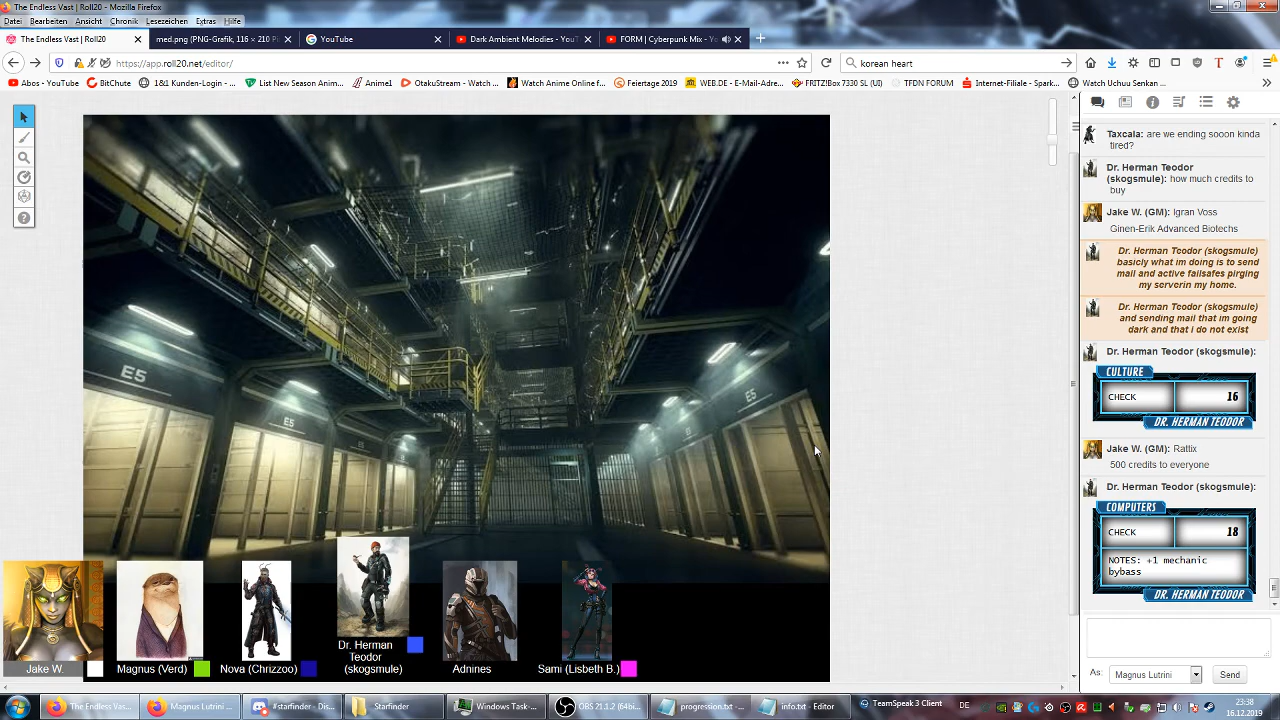 The Endless Vast | Roll20 - Mozilla Firefox
Datei Bearbeiten Ansicht Chronik Lesezeichen Extras Hilfe
The Endless Vast | Roll20
med.png (PNG-Grafik, 116 × 210 P
YouTube
Dark Ambient Melodies - YouT
FORM | Cyberpunk Mix - Yo
https://app.roll20.net/editor/
korean heart
Abos - YouTube
BitChute
1&1 Kunden-Login - ...
List New Season Anim...
Anime1
OtakuStream - Watch ...
Watch Anime Online f...
Feiertage 2019
WEB.DE - E-Mail-Adre...
FRITZ!Box 7330 SL (UI)
TFDN FORUM
Internet-Filiale - Spark...
Watch Uchuu Senkan ...
Taxcala: are we ending sooon kinda
tired?
Dr. Herman Teodor
(skogsmule): how much credits to
buy
Jake W. (GM): Igran Voss
Ginen-Erik Advanced Biotechs
Dr. Herman Teodor (skogsmule)
basicly what im doing is to send
mail and active failsafes pirging
my serverin my home.
Dr. Herman Teodor (skogsmule)
and sending mail that im going
dark and that i do not exist
Dr. Herman Teodor (skogsmule):
CULTURE
CHECK 16
DR. HERMAN TEODOR
Jake W. (GM): Rattix
500 credits to everyone
Dr. Herman Teodor (skogsmule):
COMPUTERS
CHECK 18
NOTES: +1 mechanic
bybass
DR. HERMAN TEODOR
As: Magnus Lutrini Send
E5
E5
E5
Jake W.
Magnus (Verd)
Nova (Chrizzoo)
Dr. Herman
Teodor
(skogsmule)
Adnines
Sami (Lisbeth B.)
The Endless Vas...
Magnus Lutrini ...
#starfinder - Dis...
Starfinder
Windows Task-...
OBS 21.1.2 (64bi...
progression.txt -...
info.txt - Editor
TeamSpeak 3 Client
DE
23:38
16.12.2019